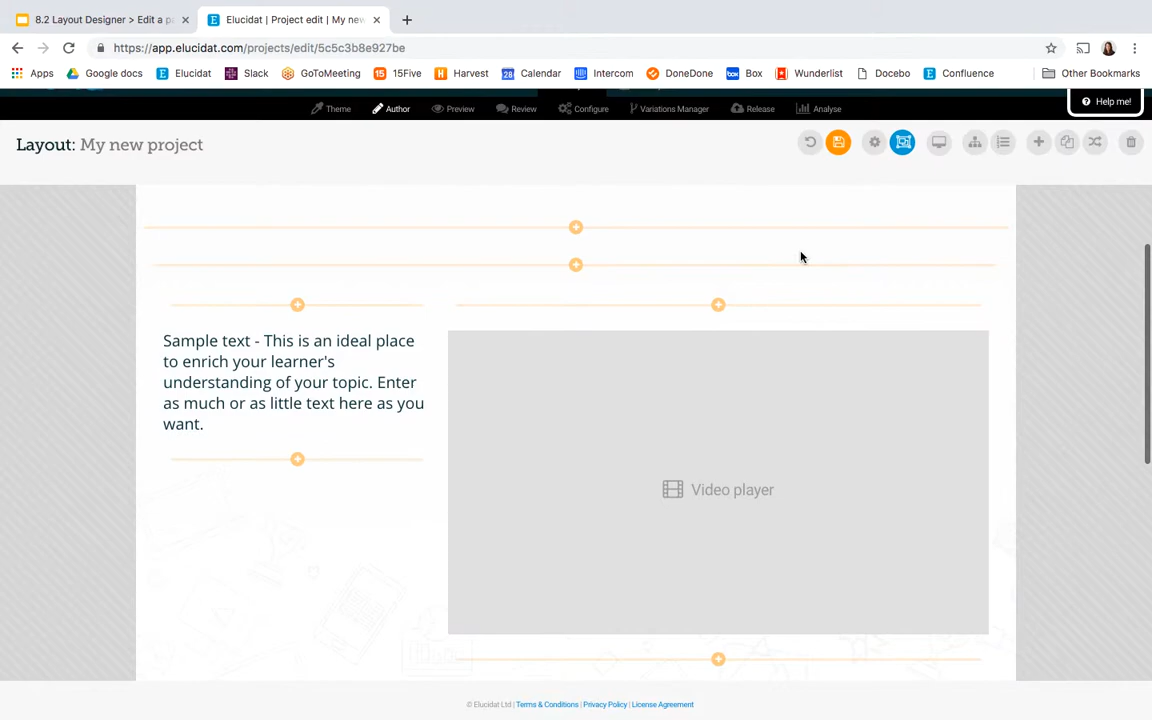 8.2 Layout Designer > Edit a pa
Elucidat | Project edit | My new
https://app.elucidat.com/projects/edit/5c5c3b8e927be
Apps
Google docs
Elucidat
Slack
GoToMeeting
15 15Five
Harvest
28 Calendar
Intercom
DoneDone
box Box
Wunderlist
Docebo
Confluence
Other Bookmarks
Theme
Author
Preview
Review
Configure
Variations Manager
Release
Analyse
Help me!
Layout: My new project
Sample text - This is an ideal place
to enrich your learner's
understanding of your topic. Enter
as much or as little text here as you
want.
Video player
© Elucidat Ltd | Terms & Conditions | Privacy Policy | License Agreement